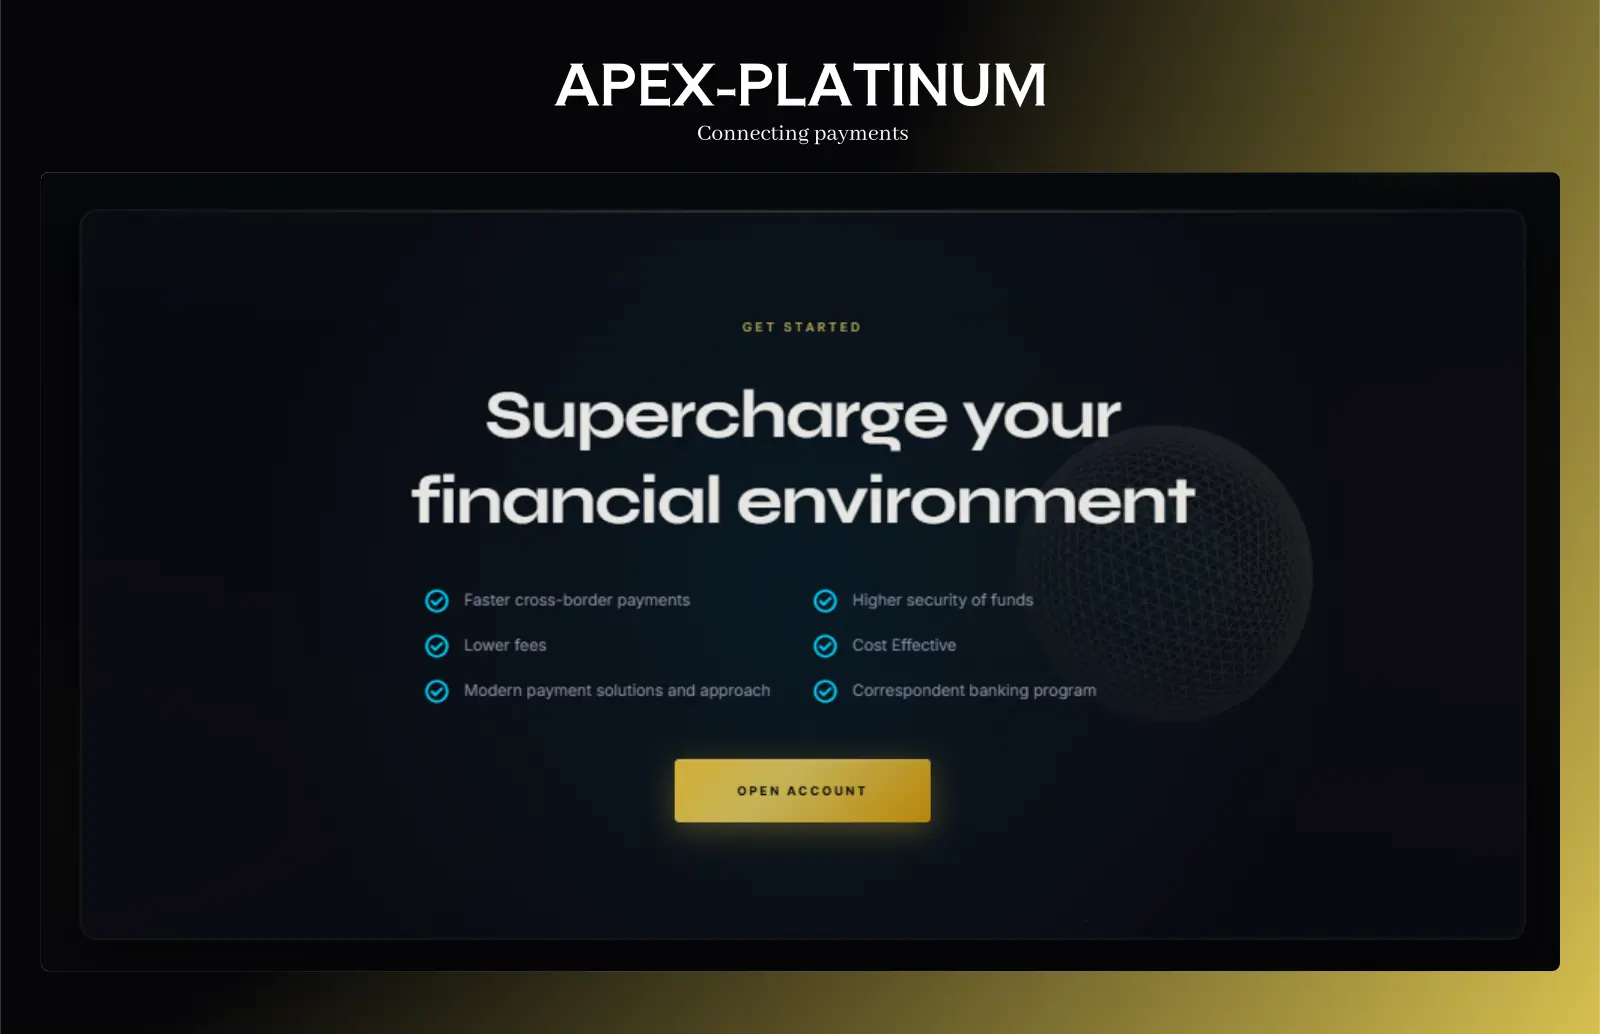 APEX-PLATINUM
Connecting payments
GET STARTED
Supercharge your
financial environment
Faster cross-border payments
Higher security of funds
Lower fees
Cost Effective
Modern payment solutions and approach
Correspondent banking program
OPEN ACCOUNT